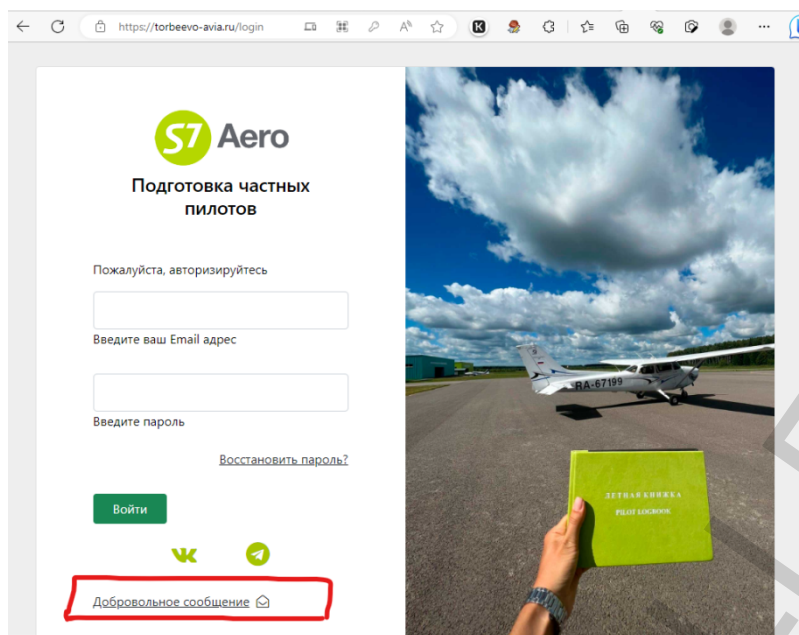 https://torbeevo-avia.ru/login
S7 Aero
Подготовка частных
пилотов
Пожалуйста, авторизируйтесь
Введите ваш Email адрес
Введите пароль
Восстановить пароль?
Войти
Добровольное сообщение
RA-67199
ЛЕТНАЯ КНИЖКА
PILOT LOGBOOK